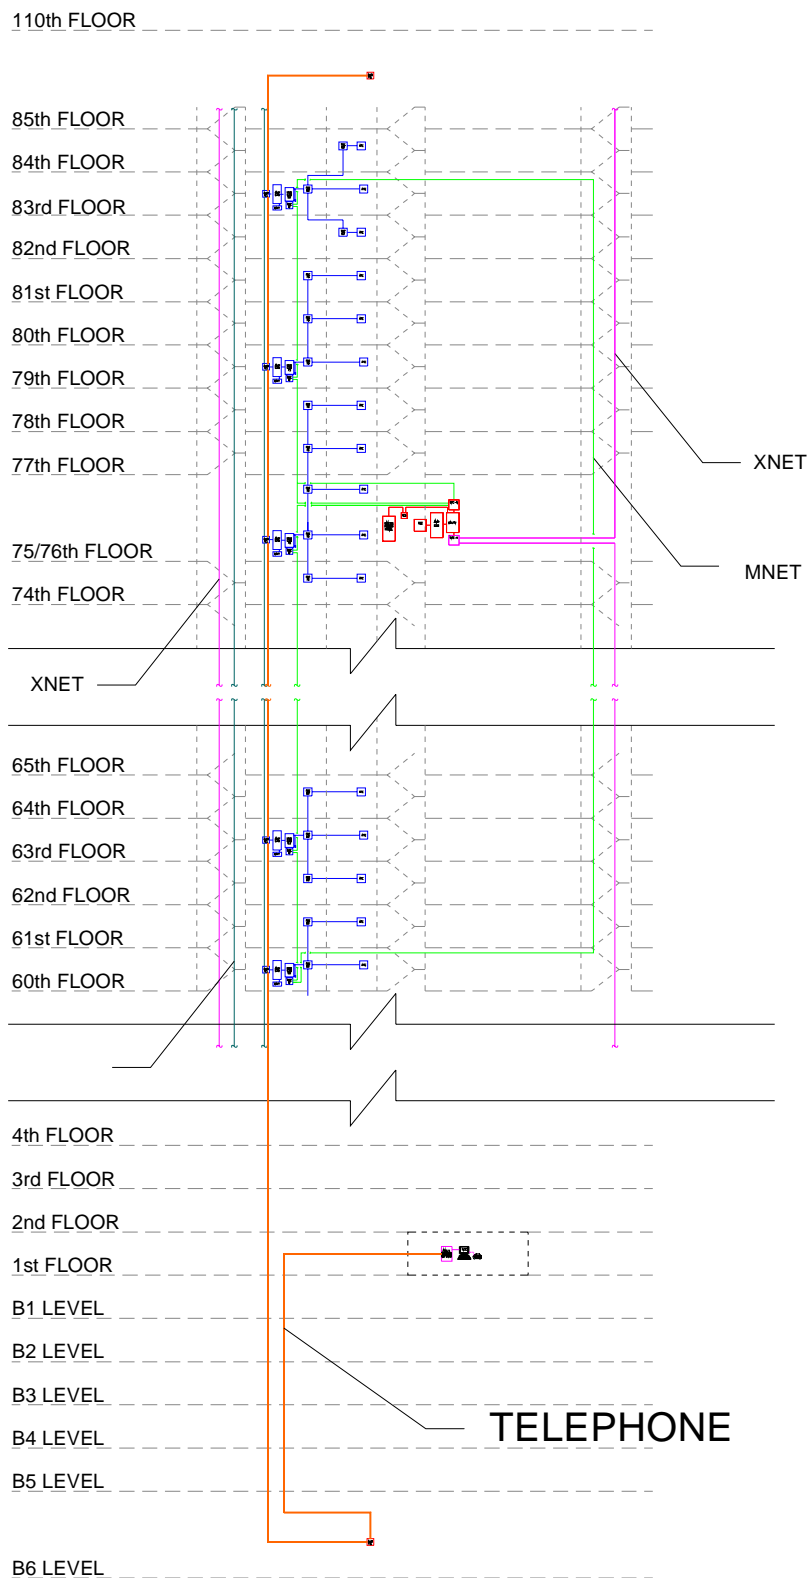 110th FLOOR
85th FLOOR
84th FLOOR
83rd FLOOR
82nd FLOOR
81st FLOOR
80th FLOOR
79th FLOOR
78th FLOOR
77th FLOOR
XNET
75/76th FLOOR
MNET
74th FLOOR
XNET
65th FLOOR
64th FLOOR
63rd FLOOR
62nd FLOOR
61st FLOOR
60th FLOOR
4th FLOOR
3rd FLOOR
2nd FLOOR
1st FLOOR
B1 LEVEL
B2 LEVEL
B3 LEVEL
TELEPHONE
B4 LEVEL
B5 LEVEL
B6 LEVEL